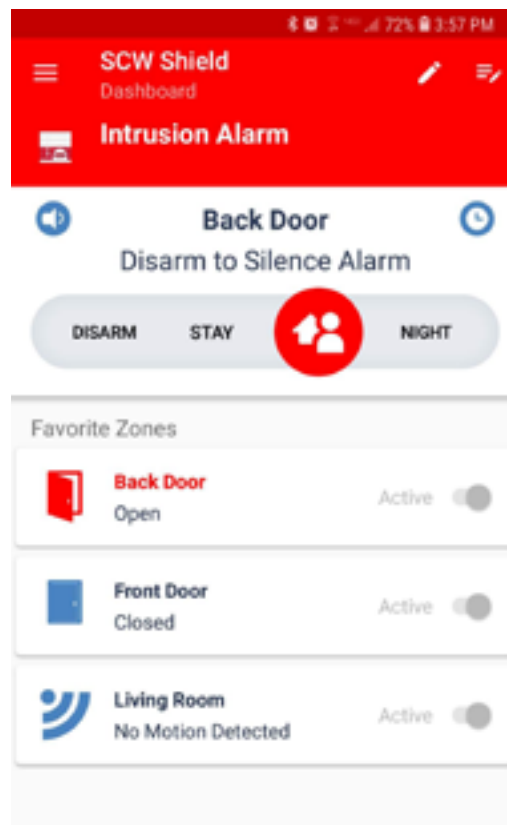 72% 3:57 PM
SCW Shield
Dashboard
Intrusion Alarm
Back Door
Disarm to Silence Alarm
DISARM STAY NIGHT
Favorite Zones
Back Door
Open
Active
Front Door
Closed
Active
Living Room
No Motion Detected
Active